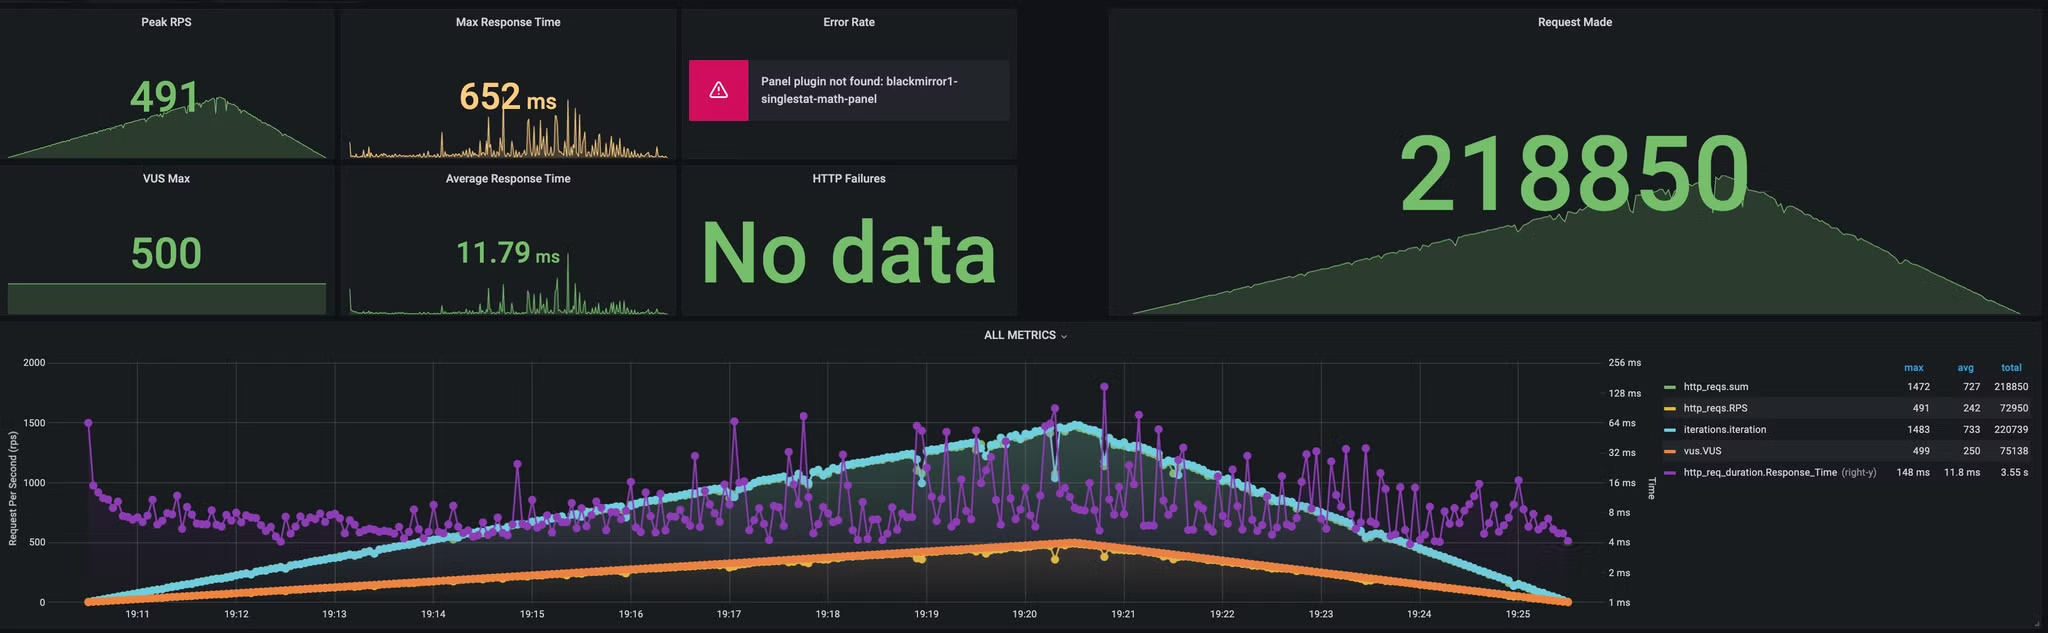 Peak RPS
491
Max Response Time
652 ms
Error Rate
Panel plugin not found: blackmirror1-
singlestat-math-panel
Request Made
218850
VUS Max
500
Average Response Time
11.79 ms
HTTP Failures
No data
ALL METRICS
Request Per Second (rps)
2000
1500
1000
500
0
19:11 19:12 19:13 19:14 19:15 19:16 19:17 19:18 19:19 19:20 19:21 19:22 19:23 19:24 19:25
256 ms
128 ms
64 ms
32 ms
16 ms
8 ms
4 ms
2 ms
1 ms
Time
max avg total
http_reqs.sum 1472 727 218850
http_reqs.RPS 491 242 72950
iterations.iteration 1483 733 220739
vus.VUS 499 250 75138
http_req_duration.Response_Time (right-y) 148 ms 11.8 ms 3.55 s